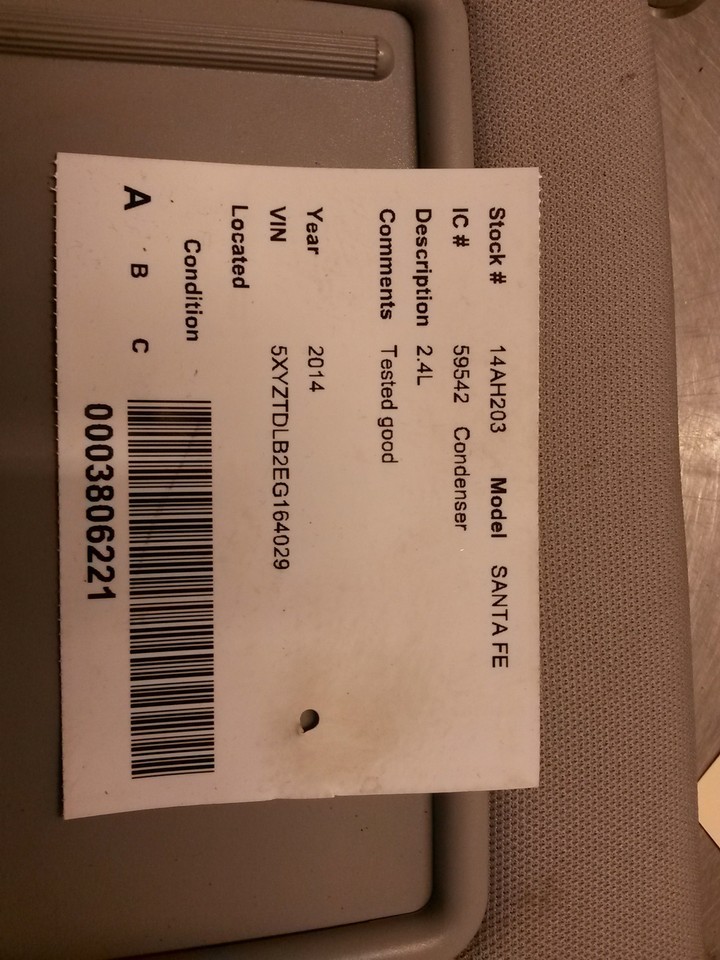 Stock # 14AH203 Model SANTA FE
IC # 59542 Condenser
Description 2.4L
Comments Tested good
Year 2014
VIN 5XYZTDLB2EG164029
Located
Condition
A B C
0003806221